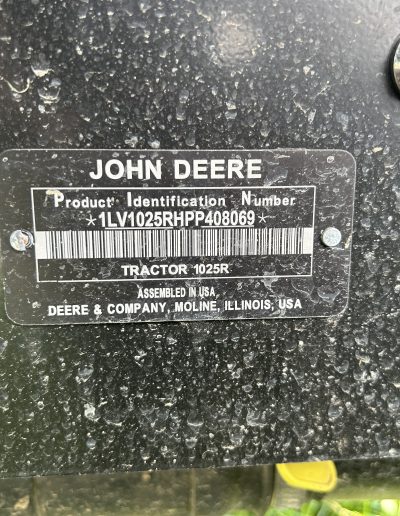 JOHN DEERE
Product Identification Number
*1LV1025RHPP408069*
TRACTOR 1025R
ASSEMBLED IN USA
DEERE & COMPANY, MOLINE, ILLINOIS, USA